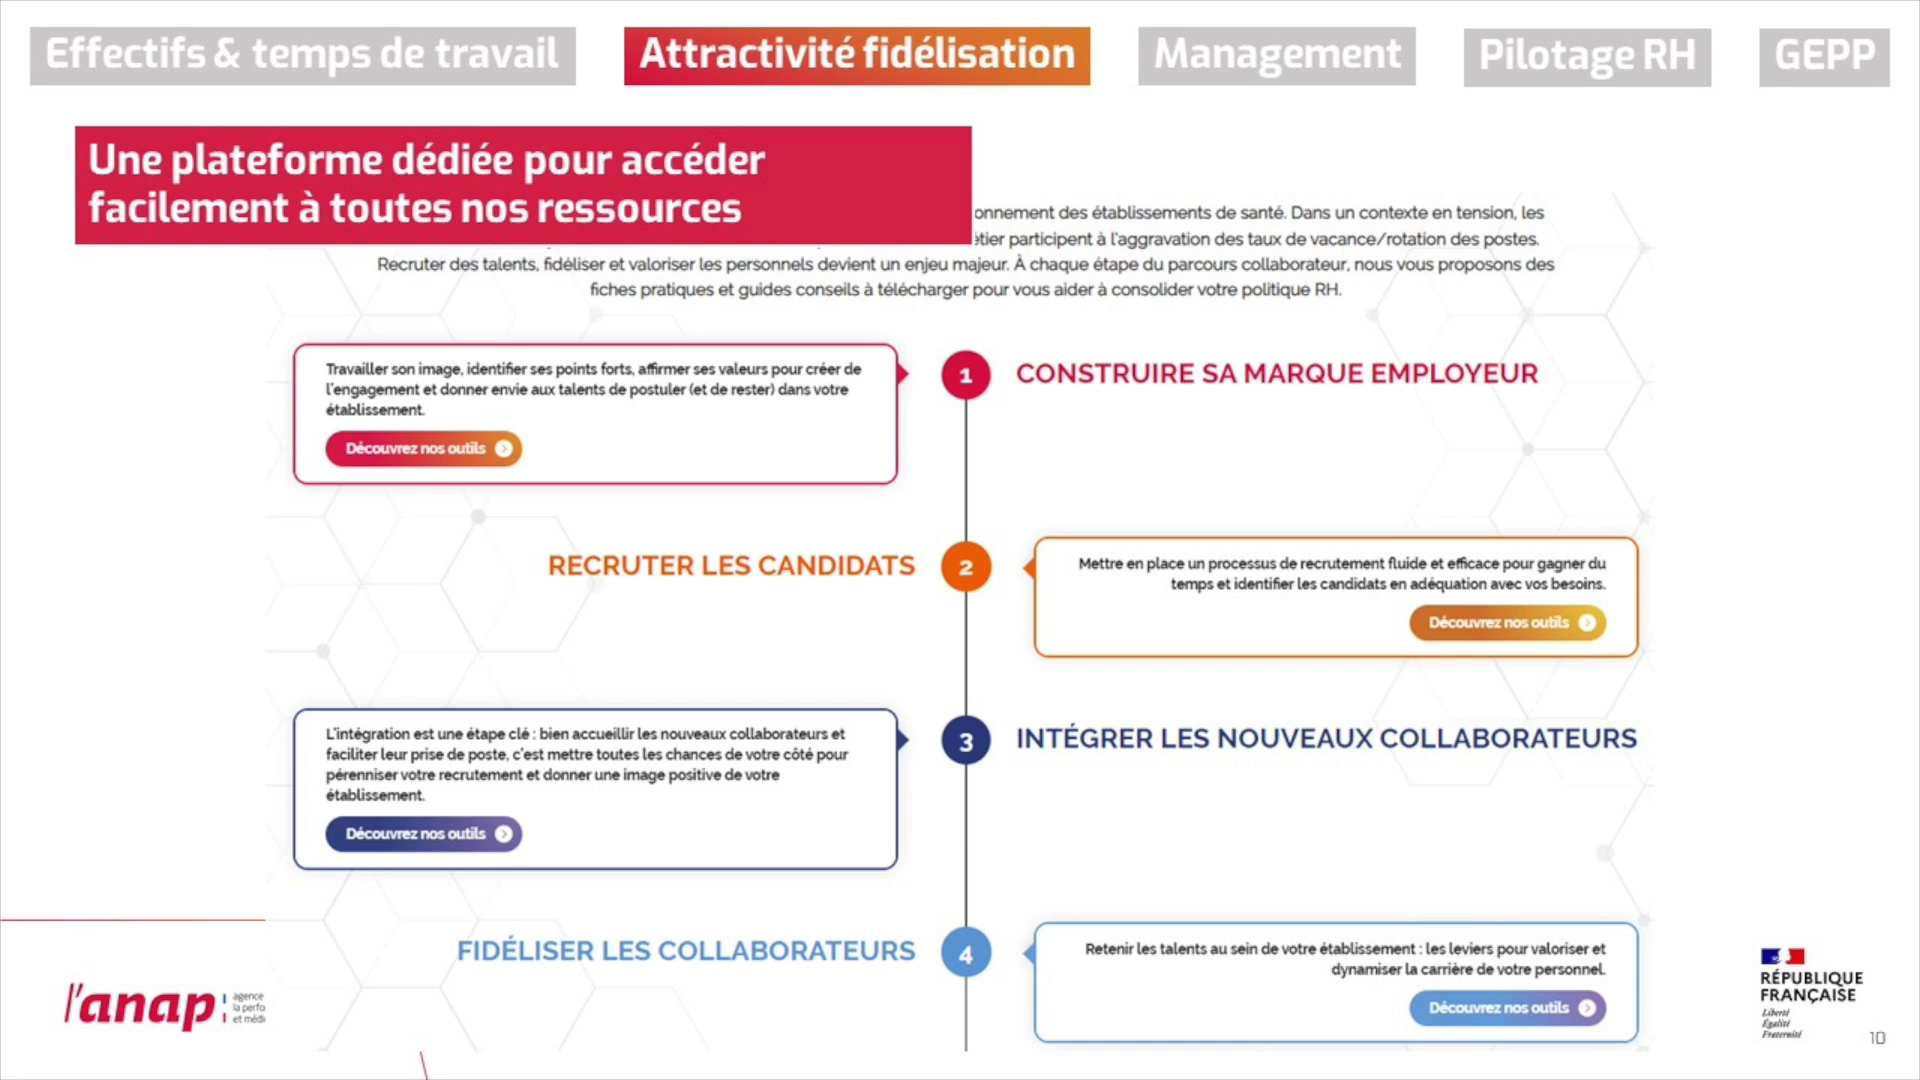 Effectifs & temps de travail
Attractivité fidélisation
Management
Pilotage RH
GEPP
Une plateforme dédiée pour accéder
facilement à toutes nos ressources
des établissements de santé. Dans un contexte en tension, les
participent à l'aggravation des taux de vacance/rotation des postes.
Recruter des talents, fidéliser et valoriser les personnels devient un enjeu majeur. À chaque étape du parcours collaborateur, nous vous proposons des
fiches pratiques et guides conseils à télécharger pour vous aider à consolider votre politique RH.
Travailler son image, identifier ses points forts, affirmer ses valeurs pour créer de
l'engagement et donner envie aux talents de postuler (et de rester) dans votre
établissement.
Découvrez nos outils
1
CONSTRUIRE SA MARQUE EMPLOYEUR
RECRUTER LES CANDIDATS
2
Mettre en place un processus de recrutement fluide et efficace pour gagner du
temps et identifier les candidats en adéquation avec vos besoins.
Découvrez nos outils
L'intégration est une étape clé : bien accueillir les nouveaux collaborateurs et
faciliter leur prise de poste, c'est mettre toutes les chances de votre côté pour
pérenniser votre recrutement et donner une image positive de votre
établissement.
Découvrez nos outils
3
INTÉGRER LES NOUVEAUX COLLABORATEURS
FIDÉLISER LES COLLABORATEURS
4
Retenir les talents au sein de votre établissement : les leviers pour valoriser et
dynamiser la carrière de votre personnel.
Découvrez nos outils
l'anap
agence
la perfo
et médi
RÉPUBLIQUE
FRANÇAISE
Liberté
Égalité
Fraternité
10